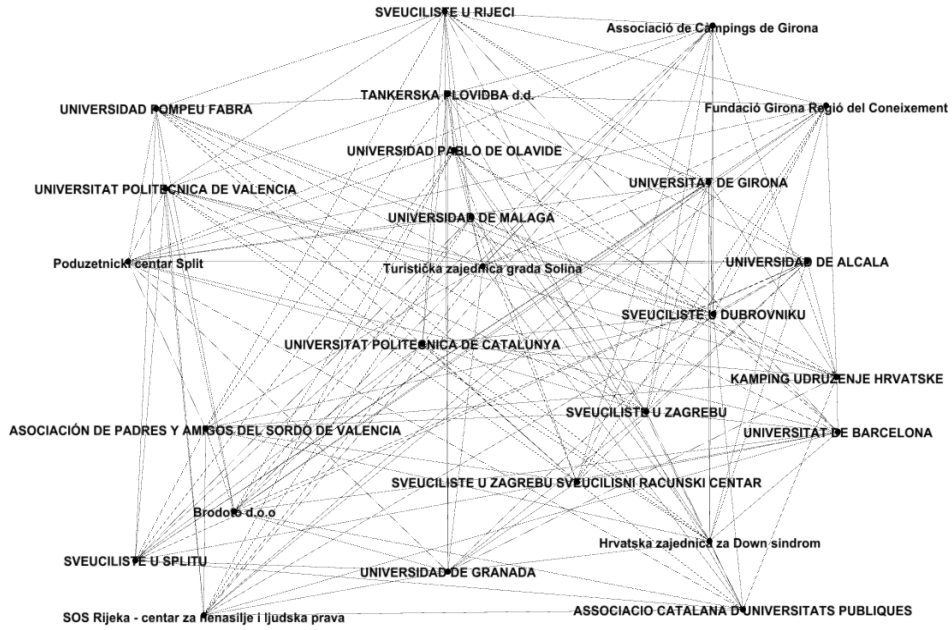 SVEUCILISTE U RIJECI
Associació de Càmpings de Girona
TANKERSKA PLOVIDBA d.d.
UNIVERSIDAD POMPEU FABRA
Fundació Girona Regió del Coneixement
UNIVERSIDAD PABLO DE OLAVIDE
UNIVERSITAT POLITECNICA DE VALENCIA
UNIVERSITAT DE GIRONA
UNIVERSIDAD DE MALAGA
Poduzetnicki centar Split
Turistička zajednica grada Solina
UNIVERSIDAD DE ALCALA
SVEUCILISTE U DUBROVNIKU
UNIVERSITAT POLITECNICA DE CATALUNYA
KAMPING UDRUŽENJE HRVATSKE
SVEUCILISTE U ZAGREBU
ASOCIACIÓN DE PADRES Y AMIGOS DEL SORDO DE VALENCIA
UNIVERSITAT DE BARCELONA
SVEUCILISTE U ZAGREBU SVEUCILISNI RACUNSKI CENTAR
Brodoto d.o.o
Hrvatska zajednica za Down sindrom
SVEUCILISTE U SPLITU
UNIVERSIDAD DE GRANADA
SOS Rijeka - centar za nenasilje i ljudska prava
ASSOCIACIO CATALANA D'UNIVERSITATS PUBLIQUES